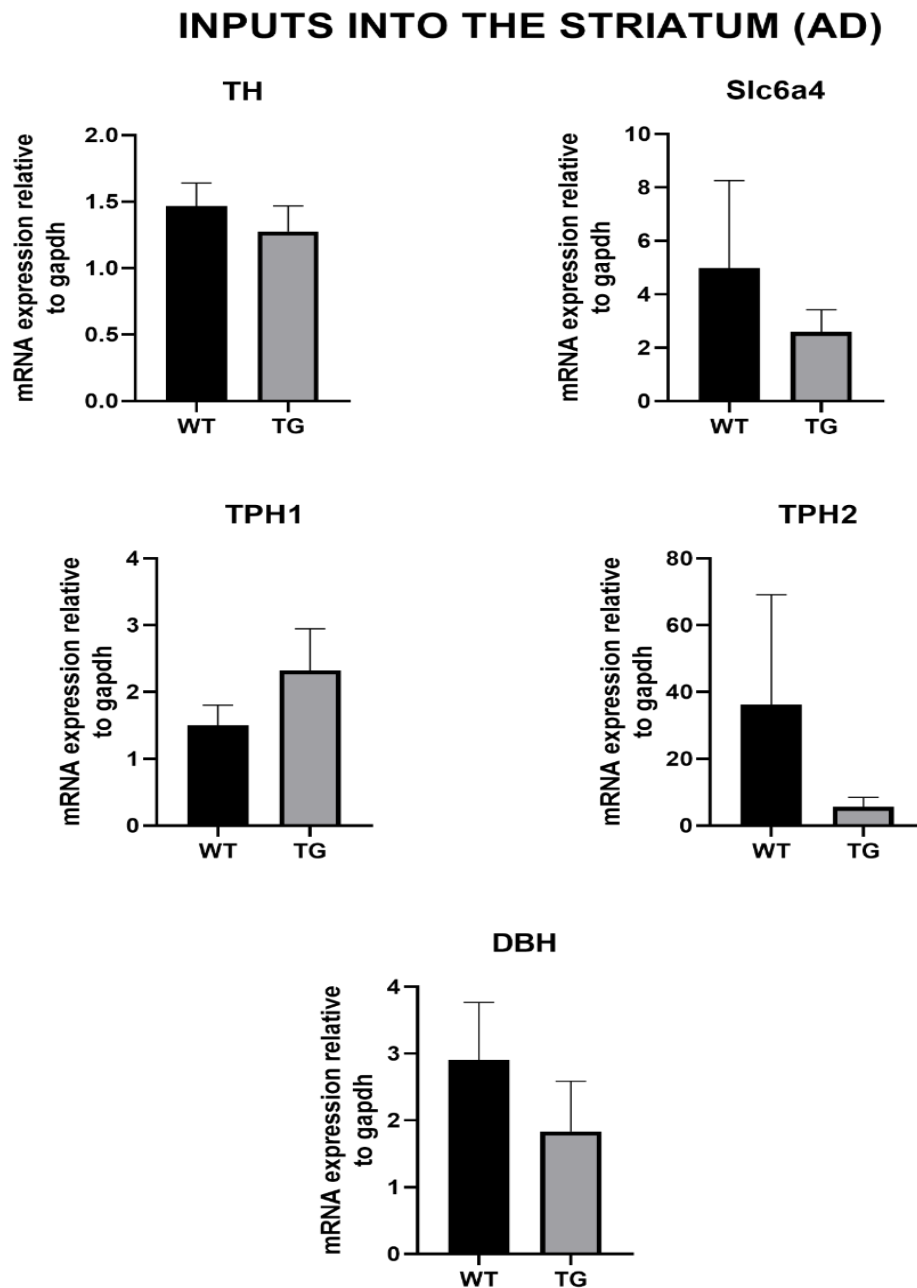 INPUTS INTO THE STRIATUM (AD)
TH
mRNA expression relative
to gapdh
2.0
1.5
1.0
0.5
0.0
WT TG
Slc6a4
mRNA expression relative
to gapdh
10
8
6
4
2
0
WT TG
TPH1
mRNA expression relative
to gapdh
4
3
2
1
0
WT TG
TPH2
mRNA expression relative
to gapdh
80
60
40
20
0
WT TG
DBH
mRNA expression relative
to gapdh
4
3
2
1
0
WT TG